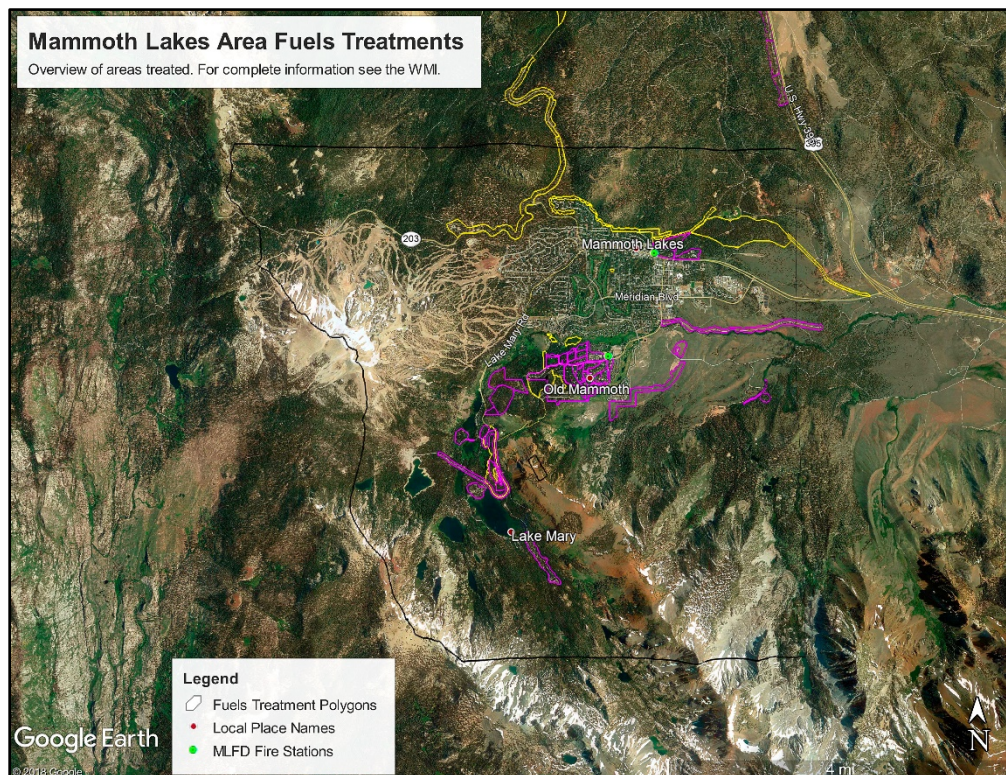 Mammoth Lakes Area Fuels Treatments
Overview of areas treated. For complete information see the WMI.
U.S. Hwy 395
395
203
Mammoth Lakes
Meridian Blvd
Lake Mary Rd
Old Mammoth
Lake Mary
Legend
Fuels Treatment Polygons
Local Place Names
MLFD Fire Stations
Google Earth
© 2018 Google
4 mi
N